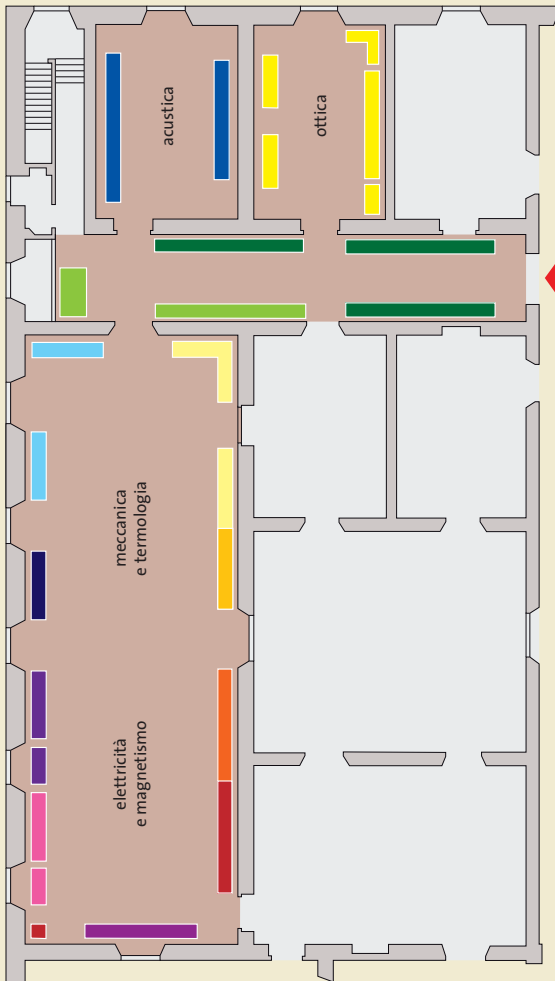 acustica
ottica
meccanica
e termologia
elettricità
e magnetismo